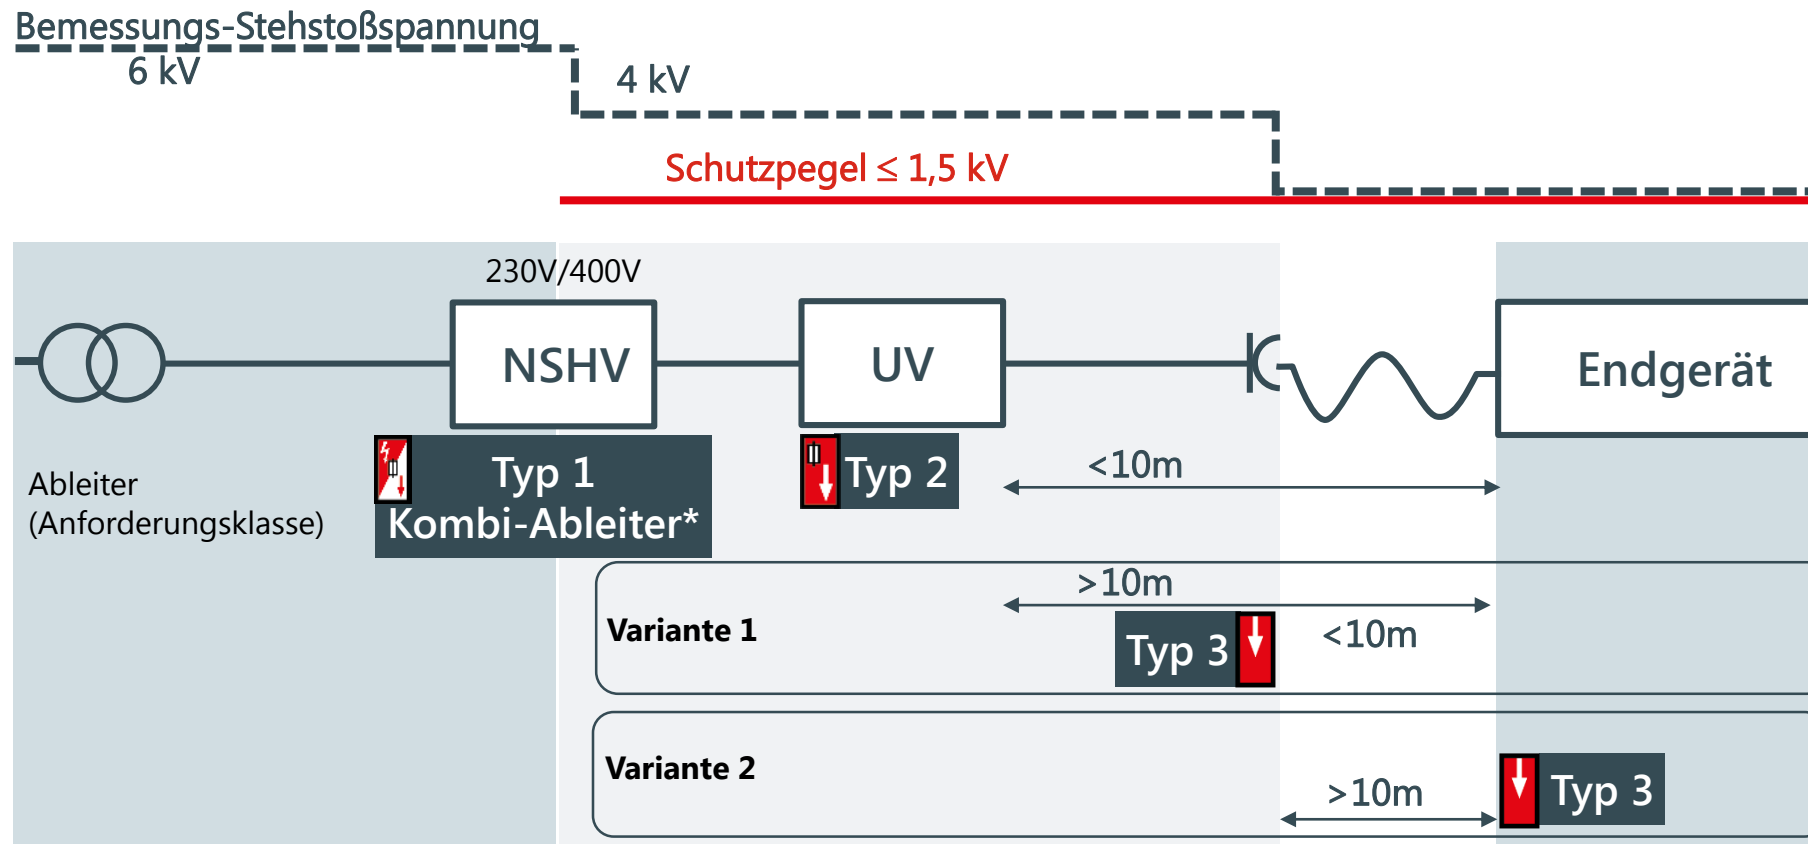 Bemessungs-Stehstoßspannung
6 kV
4 kV
Schutzpegel ≤ 1,5 kV
230V/400V
NSHV
UV
Endgerät
Ableiter
(Anforderungsklasse)
Typ 1
Kombi-Ableiter*
Typ 2
<10m
>10m
Variante 1
Typ 3
<10m
Variante 2
>10m
Typ 3